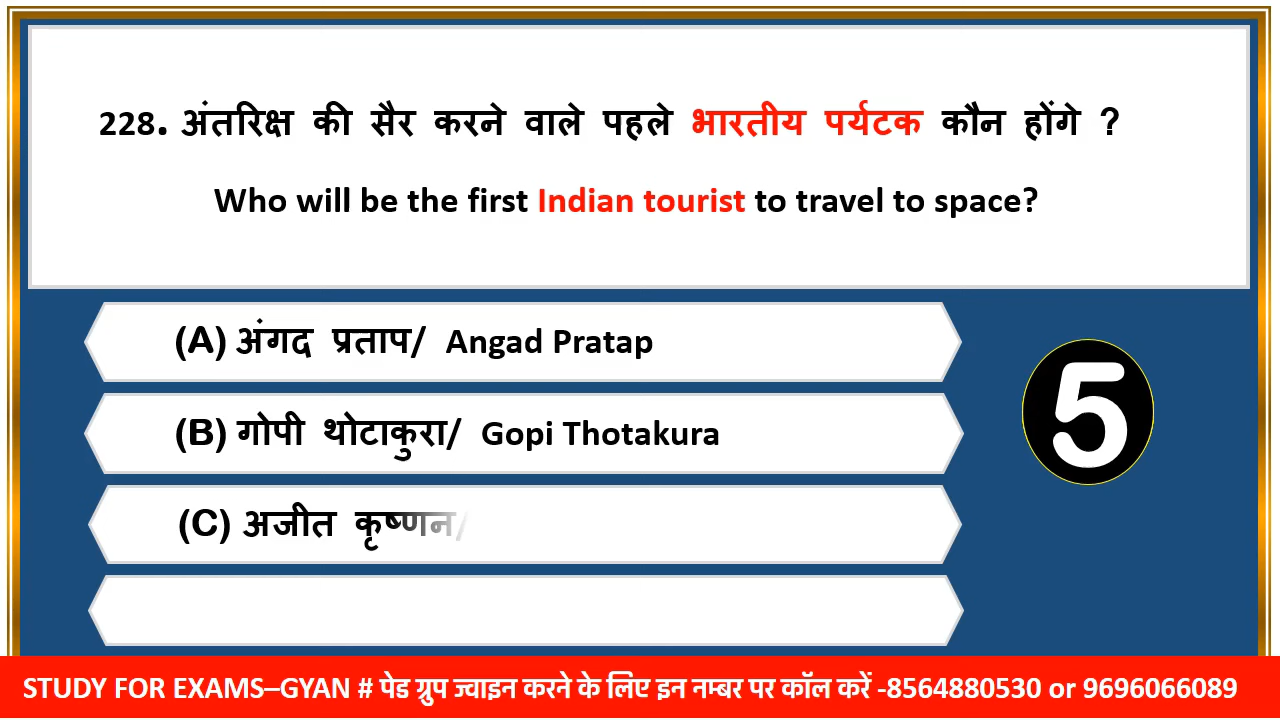 228. अंतरिक्ष की सैर करने वाले पहले भारतीय पर्यटक कौन होंगे ?
Who will be the first Indian tourist to travel to space?
(A) अंगद प्रताप/ Angad Pratap
(B) गोपी थोटाकुरा/ Gopi Thotakura
(C) अजीत कृष्णन/
5
STUDY FOR EXAMS–GYAN # पेड ग्रुप ज्वाइन करने के लिए इन नम्बर पर कॉल करें -8564880530 or 9696066089